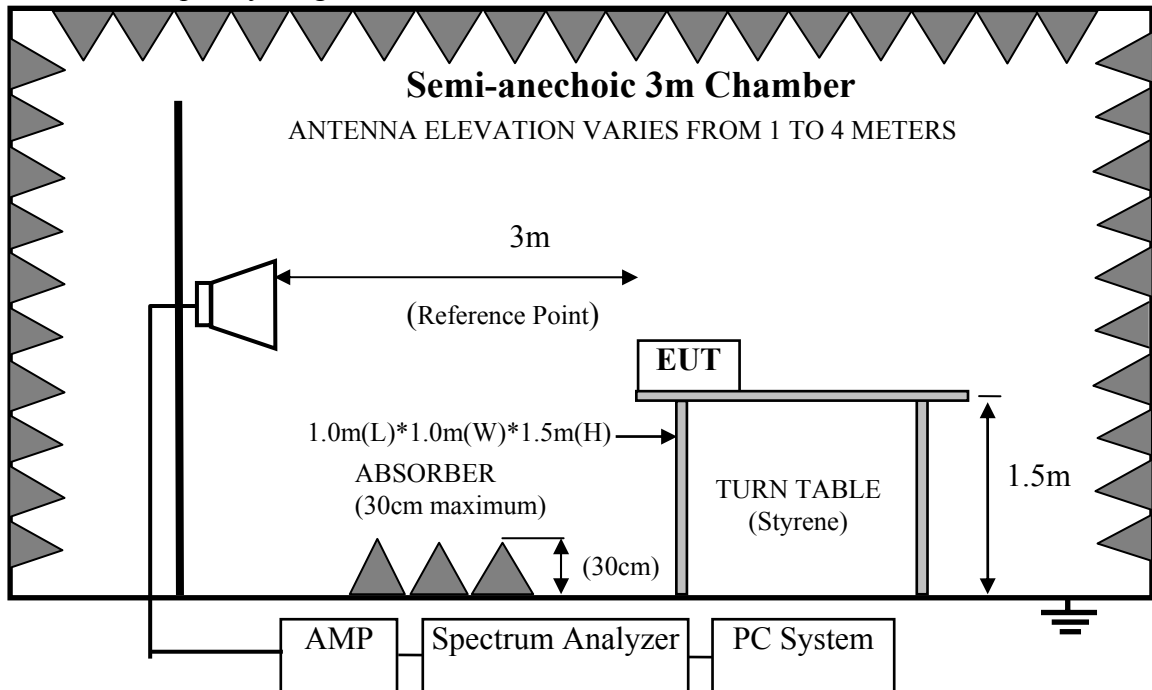 Semi-anechoic 3m Chamber
ANTENNA ELEVATION VARIES FROM 1 TO 4 METERS
3m
(Reference Point)
EUT
1.0m(L)*1.0m(W)*1.5m(H)
ABSORBER
(30cm maximum)
TURN TABLE
(Styrene)
1.5m
(30cm)
AMP
Spectrum Analyzer
PC System